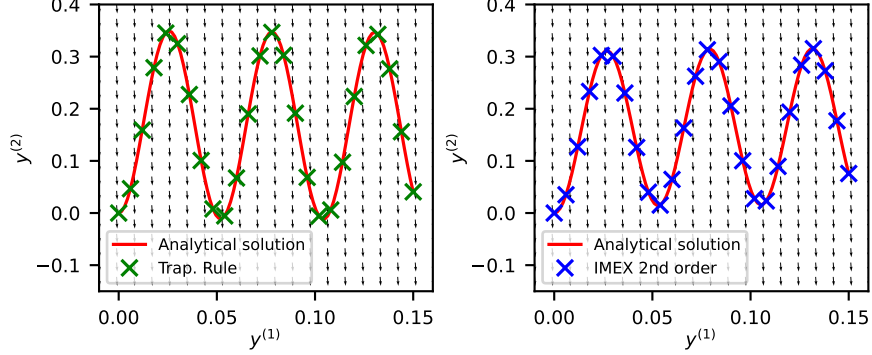 0.4
0.3
0.2
0.1
0.0
−0.1
y(2)
Analytical solution
Trap. Rule
0.00 0.05 0.10 0.15
y(1)
0.4
0.3
0.2
0.1
0.0
−0.1
y(2)
Analytical solution
IMEX 2nd order
0.00 0.05 0.10 0.15
y(1)